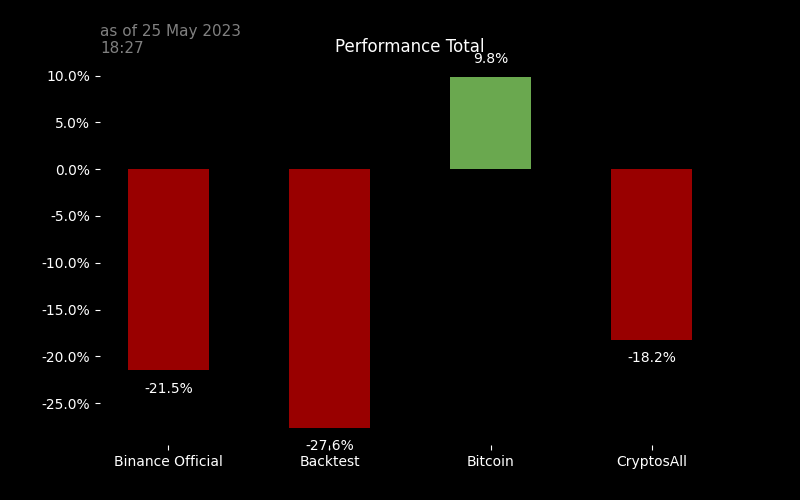 as of 25 May 2023
18:27
Performance Total
9.8%
10.0%
5.0%
0.0%
-5.0%
-10.0%
-15.0%
-20.0%
-25.0%
-21.5%
-27.6%
-18.2%
Binance Official
Backtest
Bitcoin
CryptosAll